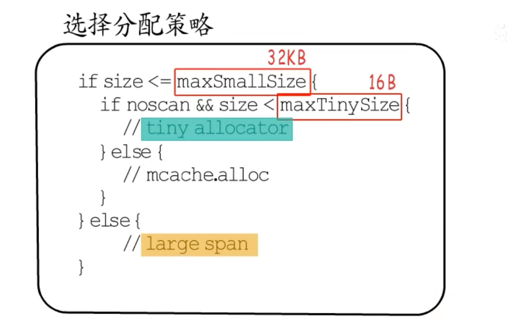 选择分配策略
32KB
if size <= maxSmallSize{
16B
if noscan && size < maxTinySize{
// tiny allocator
}else{
// mcache.alloc
}
}else{
// large span
}